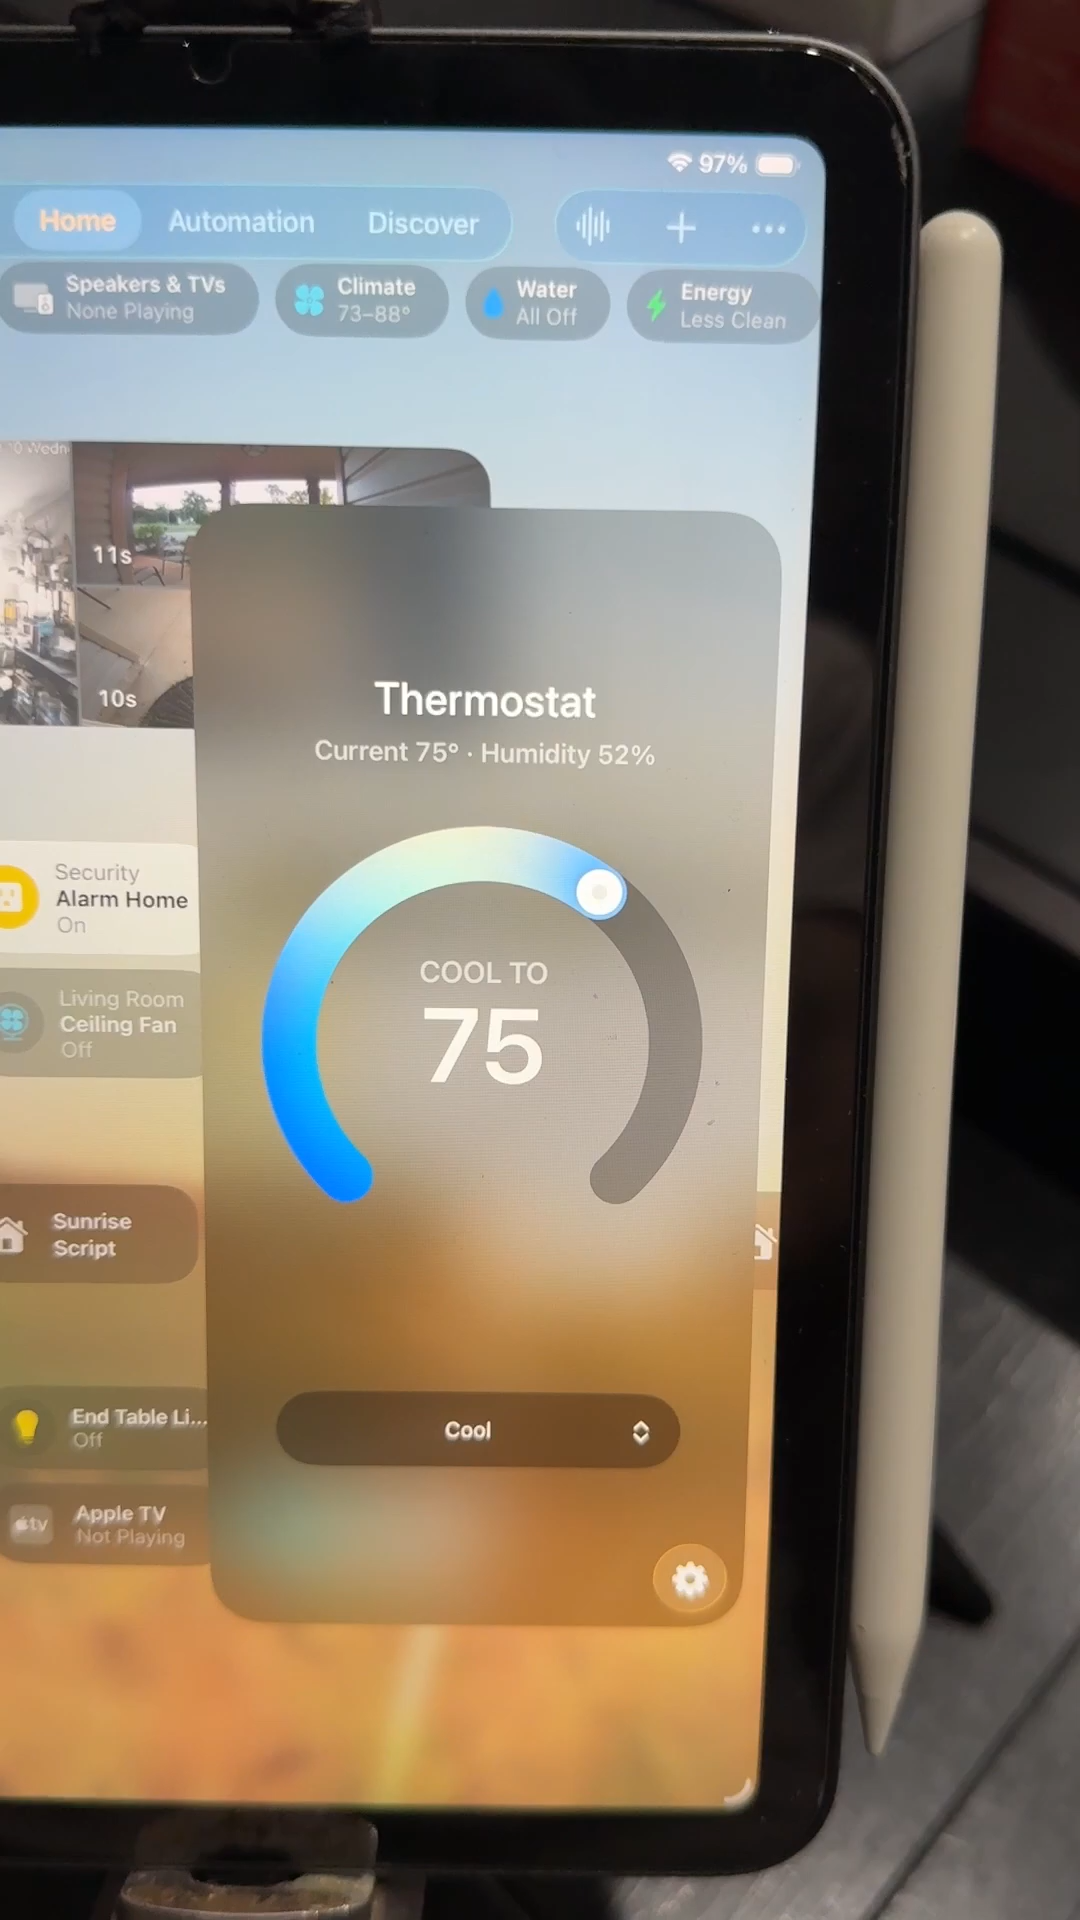 97%
Home Automation Discover
Speakers & TVs
None Playing
Climate
73–88°
Water
All Off
Energy
Less Clean
11s
10s
Thermostat
Current 75° · Humidity 52%
COOL TO
75
Security
Alarm Home
On
Living Room
Ceiling Fan
Off
Sunrise
Script
End Table Li...
Off
tv
Apple TV
Not Playing
Cool